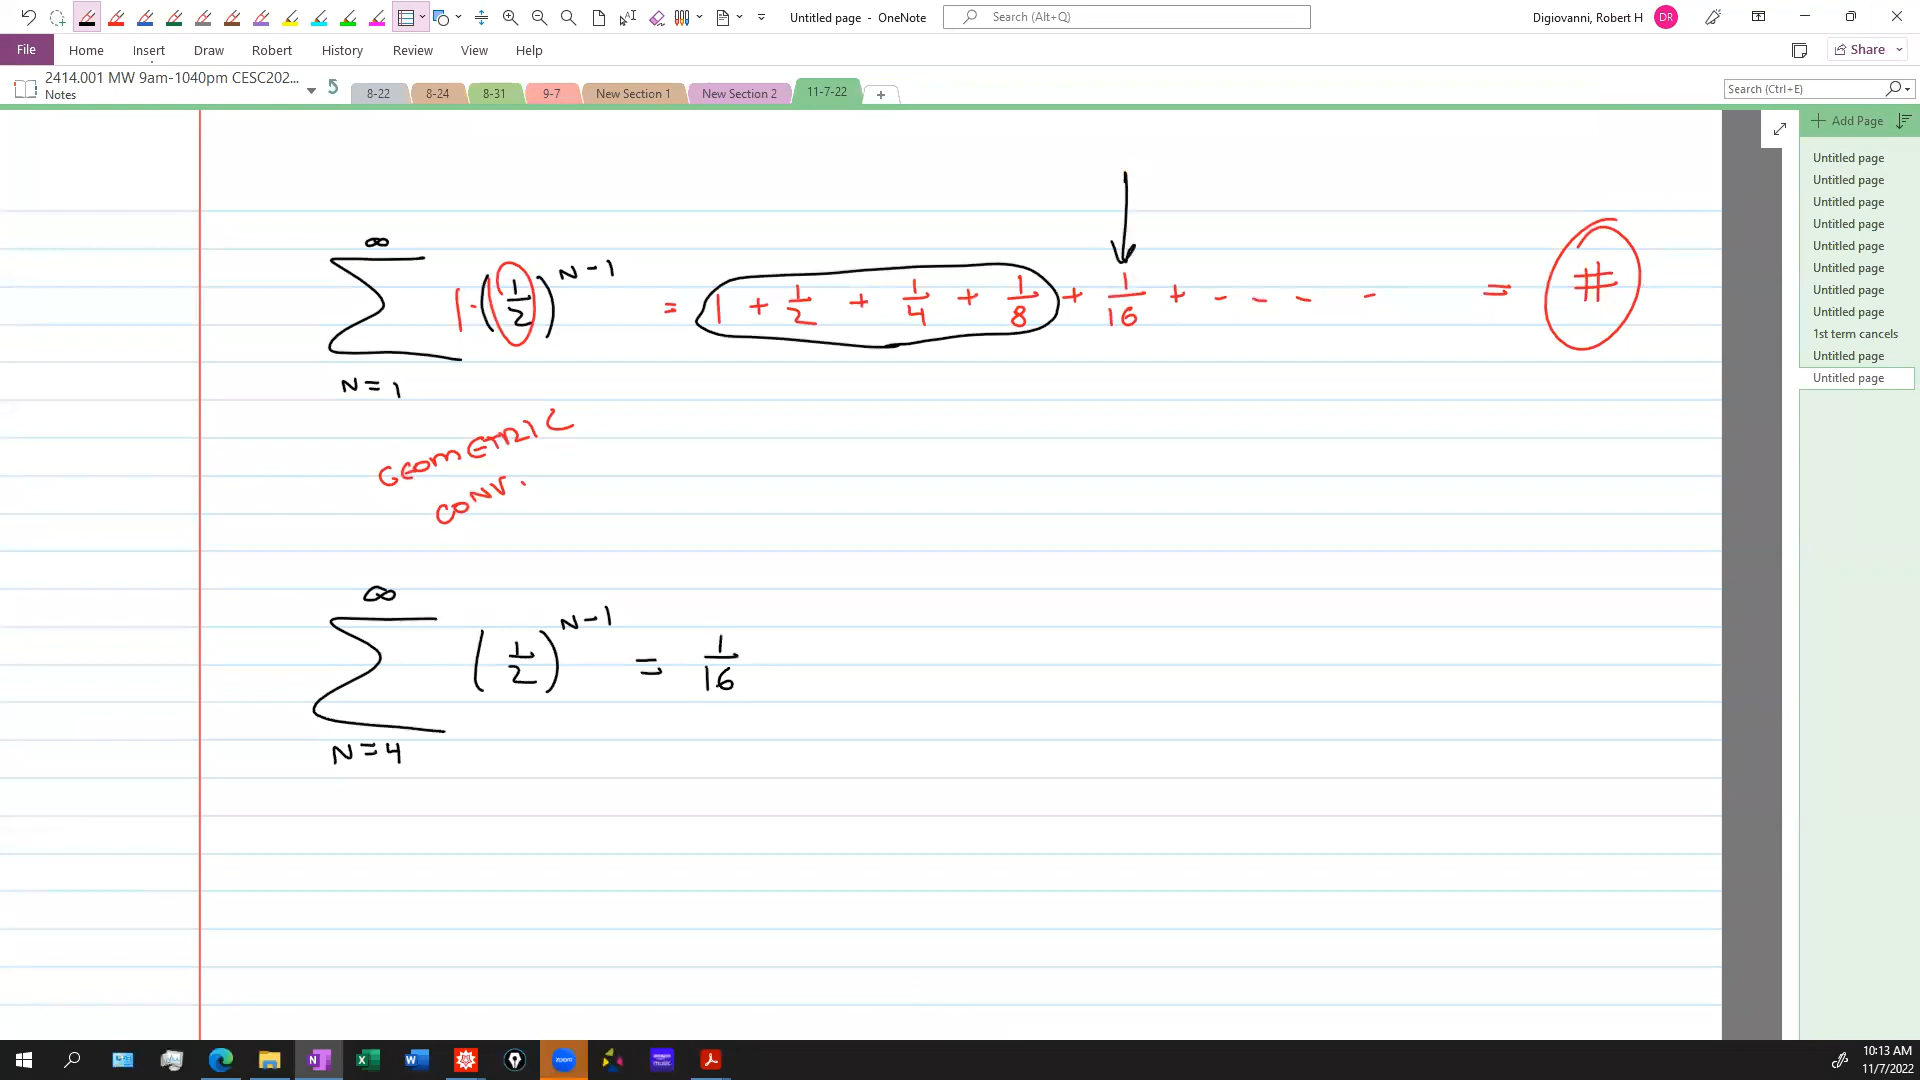 Untitled page - OneNote
Search (Alt+Q)
Digiovanni, Robert H
DR
File Home Insert Draw Robert History Review View Help
Share
2414.001 MW 9am-1040pm CESC202...
Notes
8-22 8-24 8-31 9-7 New Section 1 New Section 2 11-7-22
Search (Ctrl+E)
Add Page
Untitled page
Untitled page
Untitled page
Untitled page
Untitled page
Untitled page
Untitled page
Untitled page
1st term cancels
Untitled page
Untitled page
∞ ∑ N=1 1·(1/2)^N-1 = 1 + 1/2 + 1/4 + 1/8 + 1/16 + - - - - = #
GEOMETRIC
CONV.
∞ ∑ N=4 (1/2)^N-1 = 1/16
zoom
amazon music
10:13 AM
11/7/2022